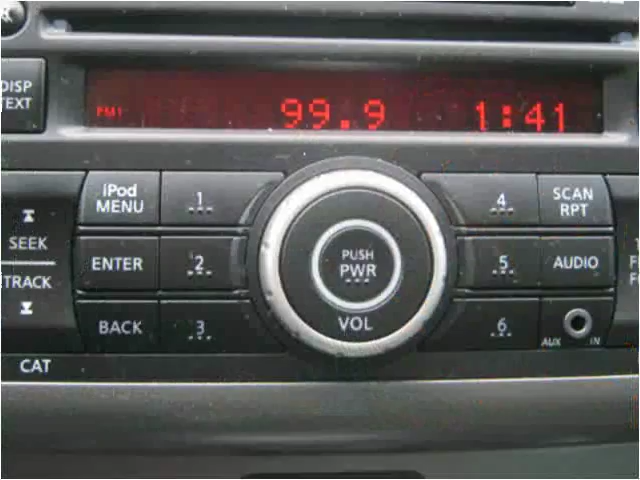 DISP
TEXT
FM1 99.9 1:41
iPod
MENU
1
4
SCAN
RPT
SEEK
TRACK
ENTER
2
PUSH
PWR
VOL
5
AUDIO
BACK
3
6
AUX IN
CAT